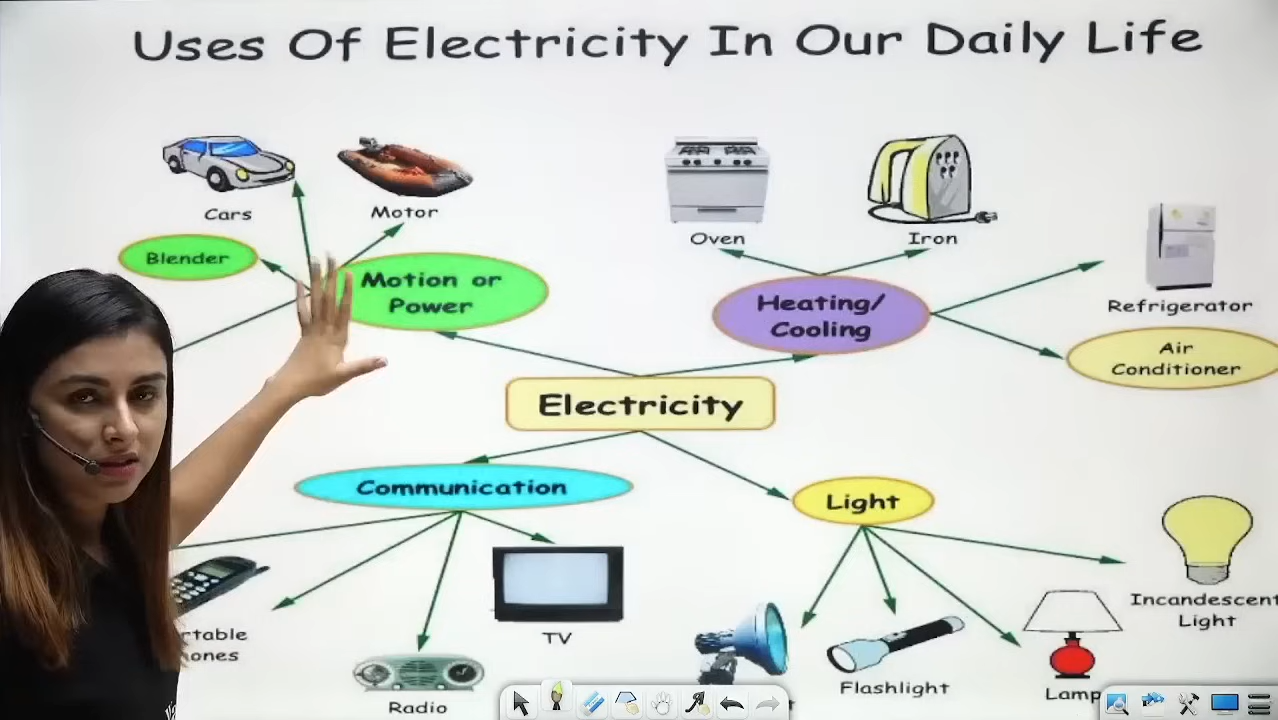 Uses Of Electricity In Our Daily Life
Cars
Motor
Oven
Iron
Blender
Motion or
Power
Heating/
Cooling
Refrigerator
Air
Conditioner
Electricity
Communication
Light
TV
Radio
Flashlight
Lamp
Incandescent
Light